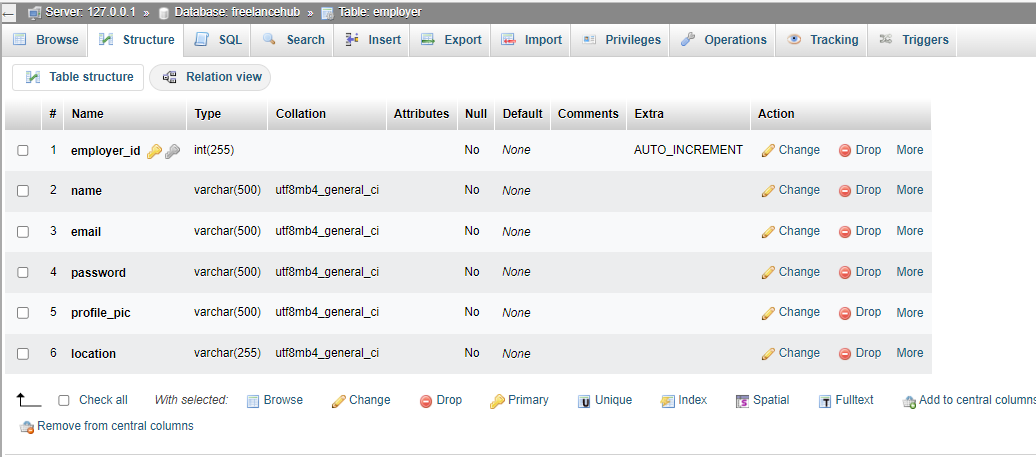 Server: 127.0.0.1 » Database: freelancehub » Table: employer
Browse Structure SQL Search Insert Export Import Privileges Operations Tracking Triggers
Table structure Relation view
# Name Type Collation Attributes Null Default Comments Extra Action
1 employer_id int(255) No None AUTO_INCREMENT Change Drop More
2 name varchar(500) utf8mb4_general_ci No None Change Drop More
3 email varchar(500) utf8mb4_general_ci No None Change Drop More
4 password varchar(500) utf8mb4_general_ci No None Change Drop More
5 profile_pic varchar(500) utf8mb4_general_ci No None Change Drop More
6 location varchar(255) utf8mb4_general_ci No None Change Drop More
Check all With selected: Browse Change Drop Primary Unique Index Spatial Fulltext Add to central columns
Remove from central columns